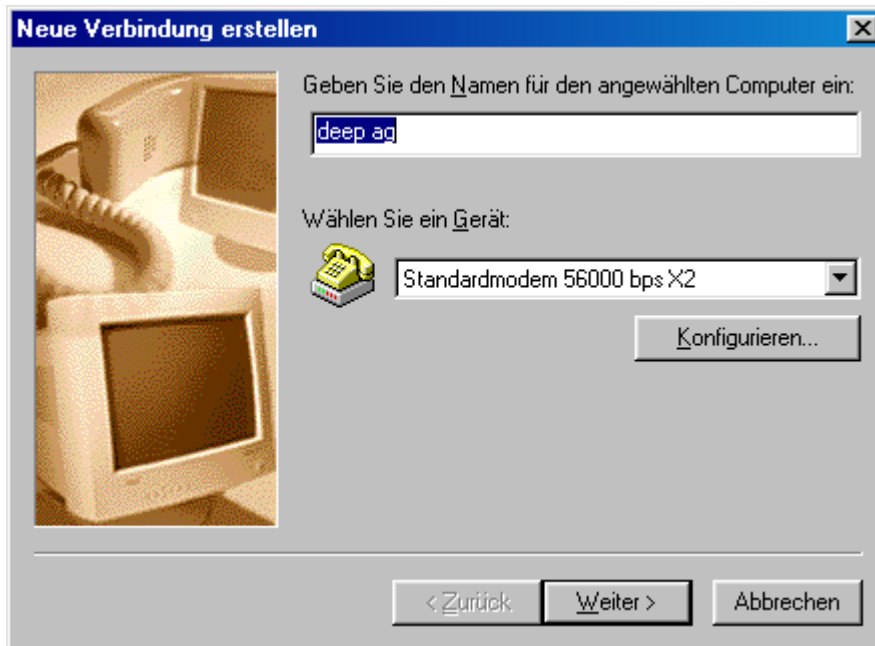 Neue Verbindung erstellen
Geben Sie den Namen für den angewählten Computer ein:
deep ag
Wählen Sie ein Gerät:
Standardmodem 56000 bps X2
Konfigurieren...
< Zurück
Weiter >
Abbrechen